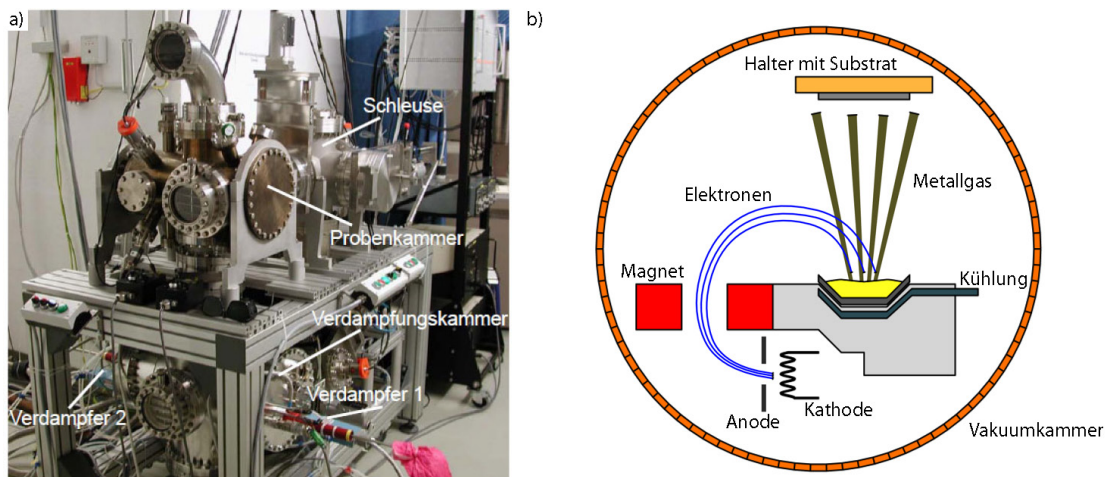 a)
Schleuse
Probenkammer
Verdampfungskammer
Verdampfer 1
Verdampfer 2
b)
Halter mit Substrat
Metallgas
Elektronen
Magnet
Kühlung
Anode
Kathode
Vakuumkammer